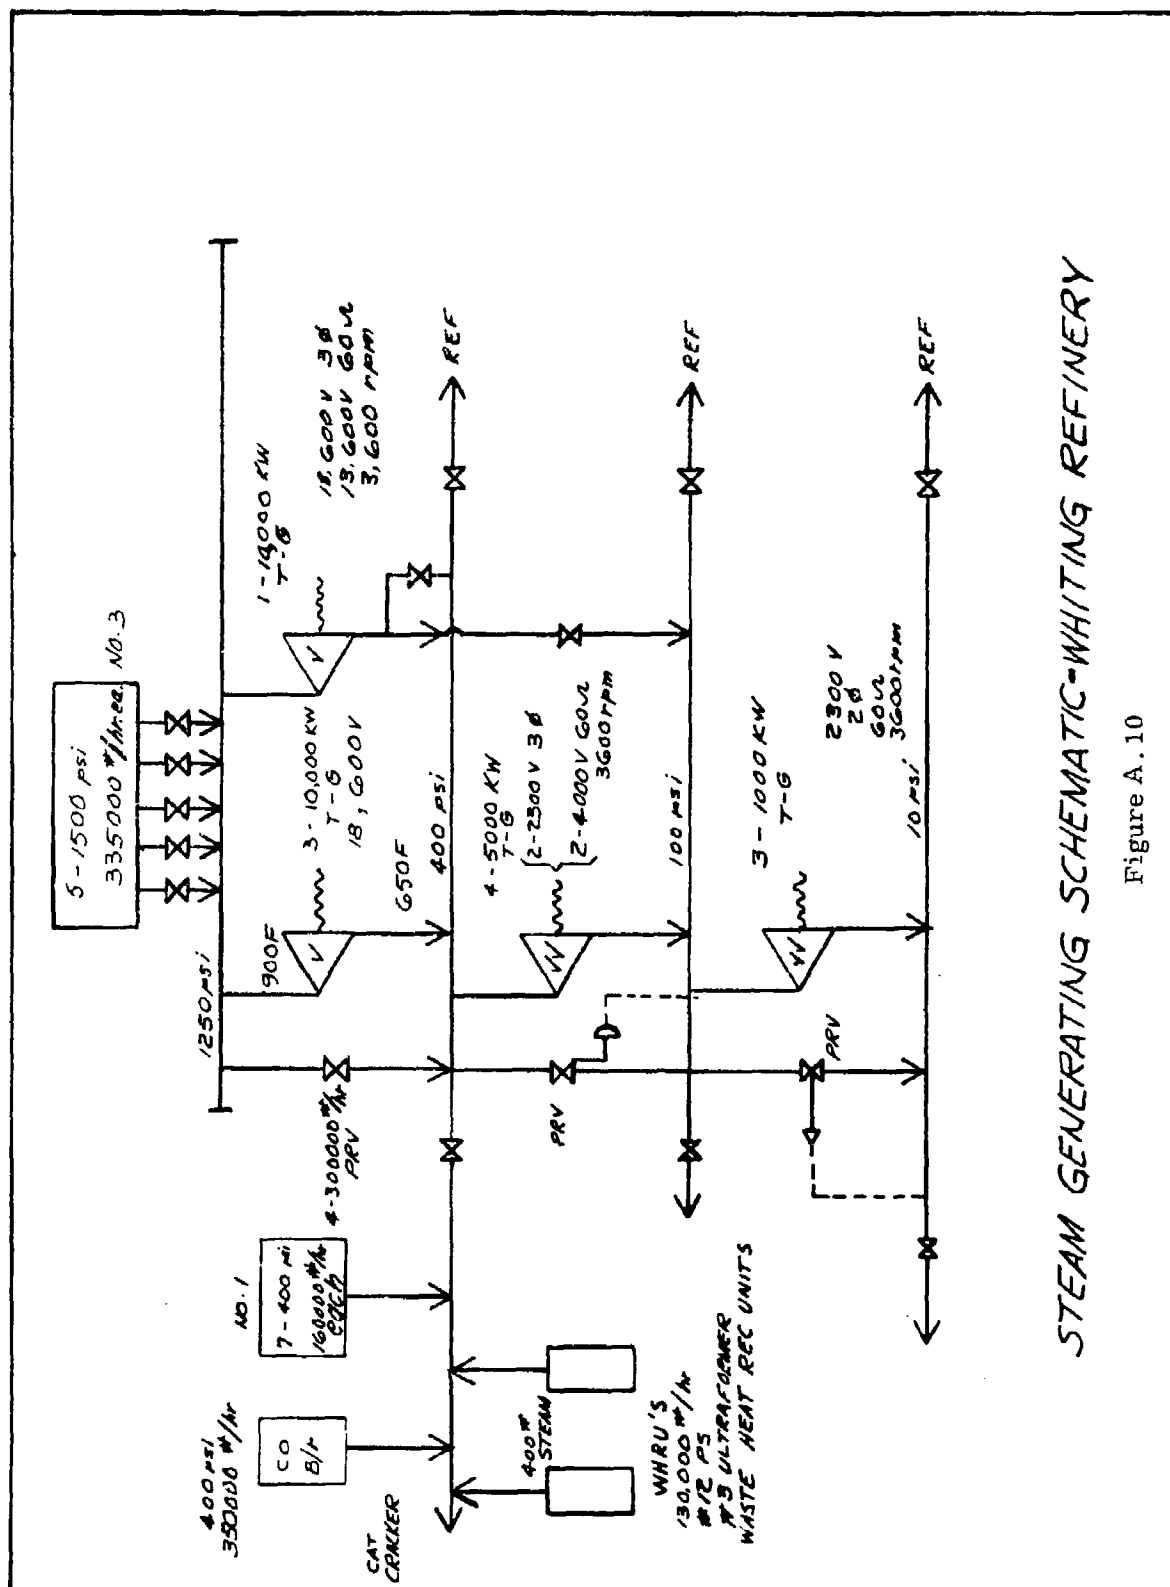 5-1500 psi
335000 #/hr.ea.
NO. 3
1250 psi
900F
1-14,000 KW
T-G
V
18,600V 3Ø
13,600V 60~
3,600 rpm
V
3-10,000 KW
T-G
18,600V
650F
400 psi
REF
4-300000 #/hr
PRV
NO. 1
7-400 psi
160000 #/hr
each
400 psi
350000 #/hr
CO
B/r
CAT
CRACKER
400#
STEAM
WHRU'S
130,000 #/hr
#12 PS
#3 ULTRAFORMER
WASTE HEAT REC UNITS
4-5000 KW
T-G
2-2300V 3Ø
2-4000V 60~
3600 rpm
PRV
100 psi
REF
3-1000 KW
T-G
2300 V
2Ø
60~
3600 rpm
PRV
10 psi
REF
STEAM GENERATING SCHEMATIC-WHITING REFINERY
Figure A.10